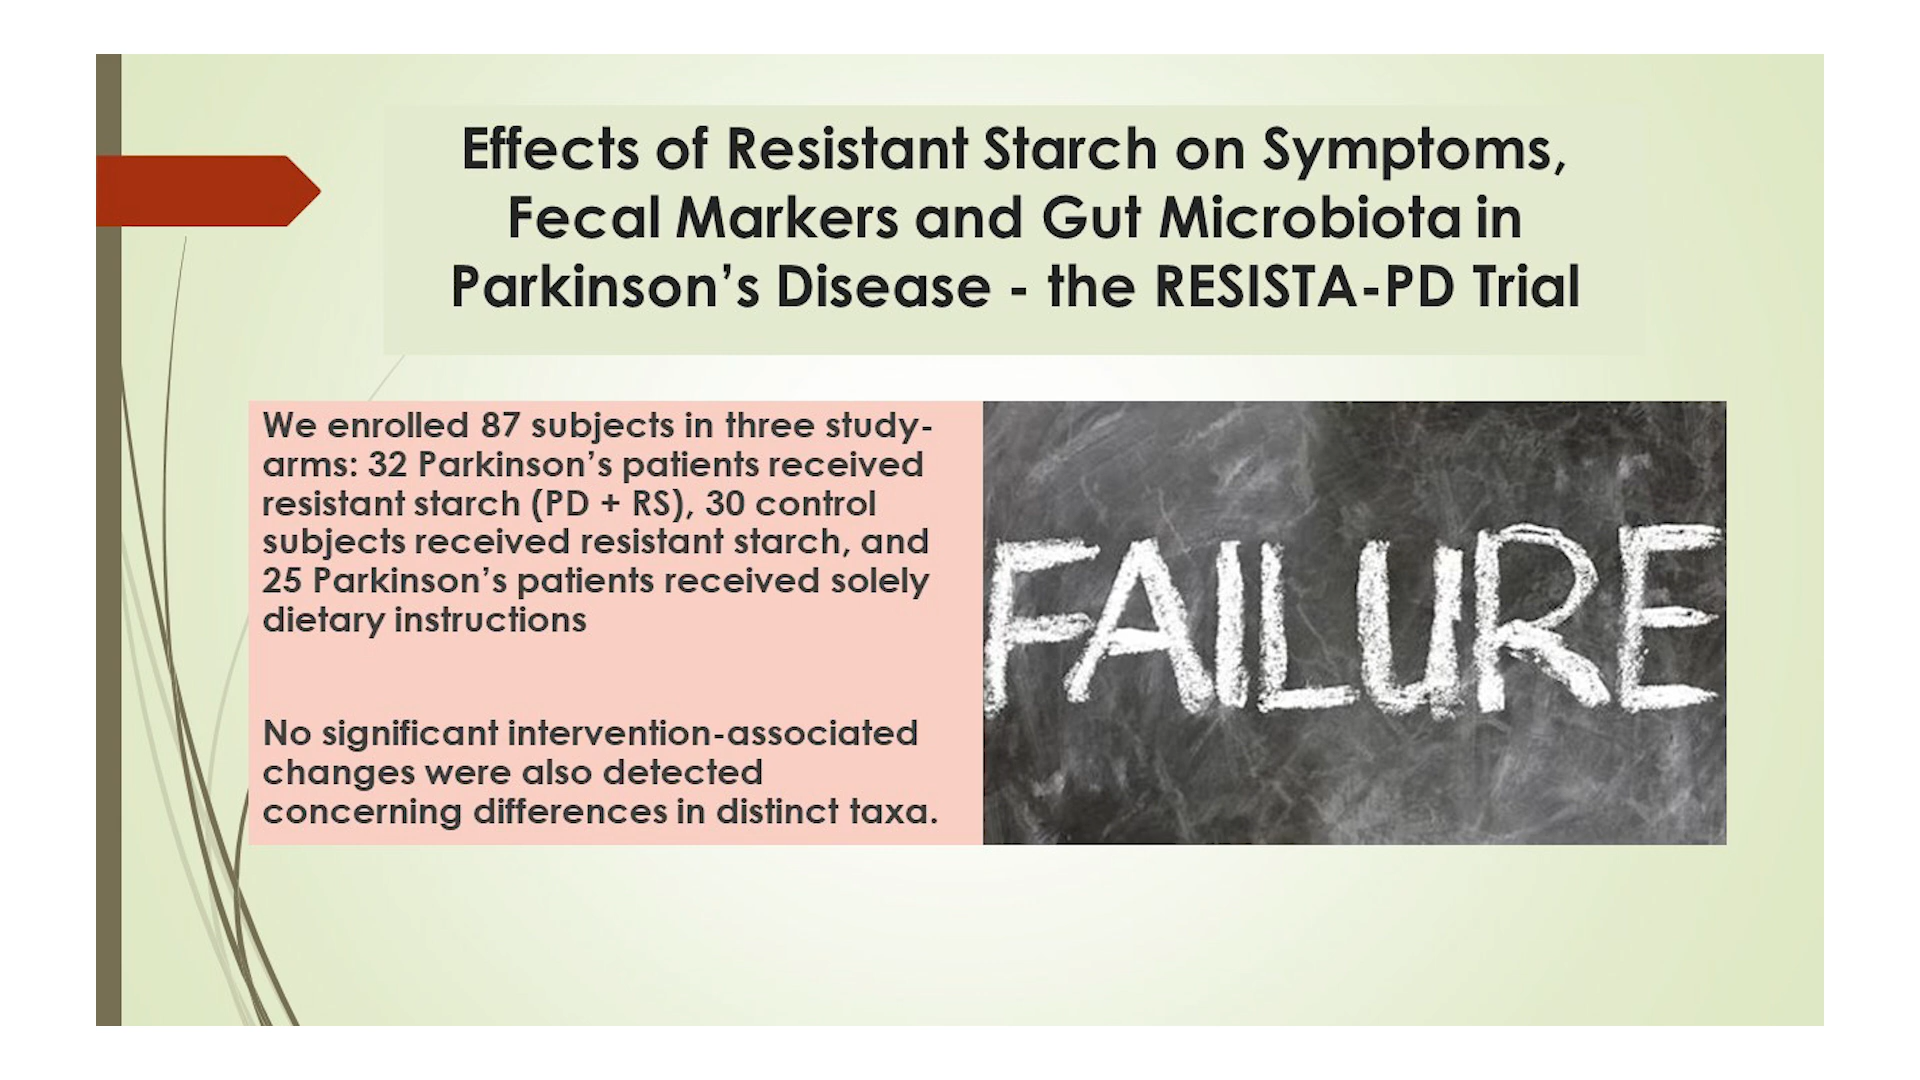 Effects of Resistant Starch on Symptoms,
Fecal Markers and Gut Microbiota in
Parkinson’s Disease - the RESISTA-PD Trial
We enrolled 87 subjects in three study-
arms: 32 Parkinson’s patients received
resistant starch (PD + RS), 30 control
subjects received resistant starch, and
25 Parkinson’s patients received solely
dietary instructions
No significant intervention-associated
changes were also detected
concerning differences in distinct taxa.
FAILURE